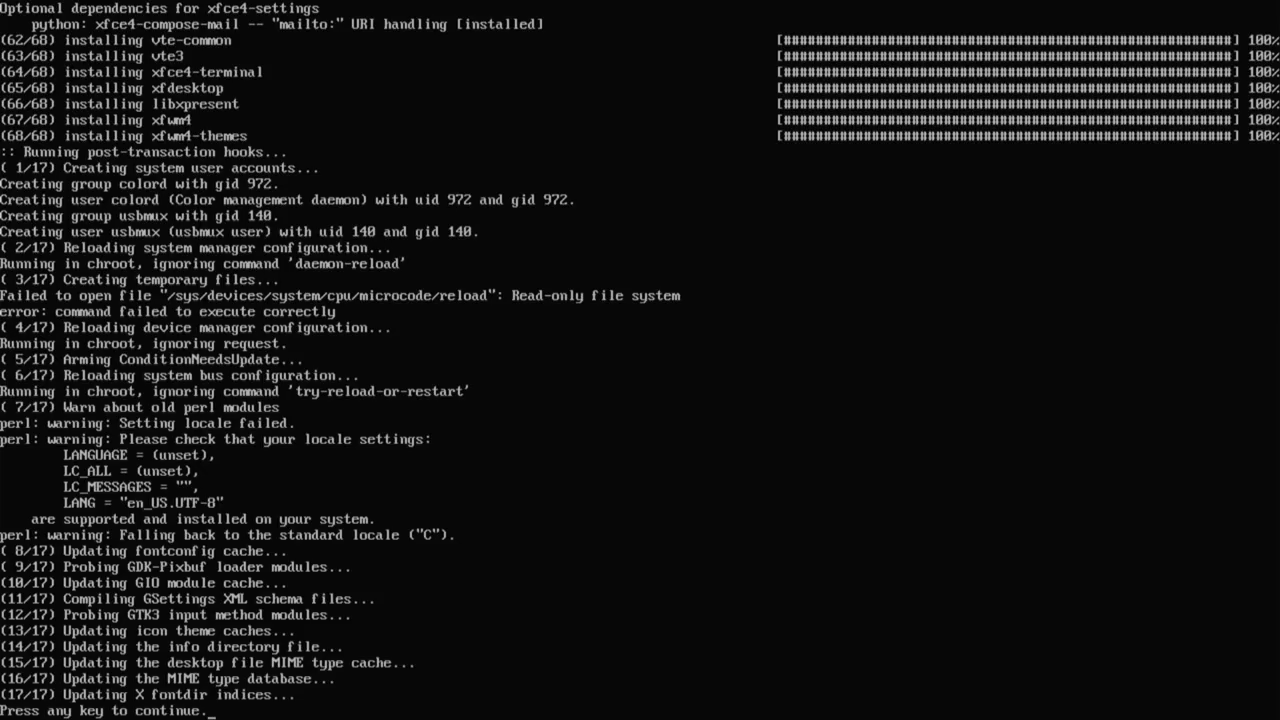 Optional dependencies for xfce4-settings
    python: xfce4-compose-mail -- "mailto:" URI handling [installed]
(62/68) installing vte-common [########################################################] 100%
(63/68) installing vte3 [########################################################] 100%
(64/68) installing xfce4-terminal [########################################################] 100%
(65/68) installing xfdesktop [########################################################] 100%
(66/68) installing libxpresent [########################################################] 100%
(67/68) installing xfwm4 [########################################################] 100%
(68/68) installing xfwm4-themes [########################################################] 100%
:: Running post-transaction hooks...
( 1/17) Creating system user accounts...
Creating group colord with gid 972.
Creating user colord (Color management daemon) with uid 972 and gid 972.
Creating group usbmux with gid 140.
Creating user usbmux (usbmux user) with uid 140 and gid 140.
( 2/17) Reloading system manager configuration...
Running in chroot, ignoring command 'daemon-reload'
( 3/17) Creating temporary files...
Failed to open file "/sys/devices/system/cpu/microcode/reload": Read-only file system
error: command failed to execute correctly
( 4/17) Reloading device manager configuration...
Running in chroot, ignoring request.
( 5/17) Arming ConditionNeedsUpdate...
( 6/17) Reloading system bus configuration...
Running in chroot, ignoring command 'try-reload-or-restart'
( 7/17) Warn about old perl modules
perl: warning: Setting locale failed.
perl: warning: Please check that your locale settings:
        LANGUAGE = (unset),
        LC_ALL = (unset),
        LC_MESSAGES = "",
        LANG = "en_US.UTF-8"
    are supported and installed on your system.
perl: warning: Falling back to the standard locale ("C").
( 8/17) Updating fontconfig cache...
( 9/17) Probing GDK-Pixbuf loader modules...
(10/17) Updating GIO module cache...
(11/17) Compiling GSettings XML schema files...
(12/17) Probing GTK3 input method modules...
(13/17) Updating icon theme caches...
(14/17) Updating the info directory file...
(15/17) Updating the desktop file MIME type cache...
(16/17) Updating the MIME type database...
(17/17) Updating X fontdir indices...
Press any key to continue._